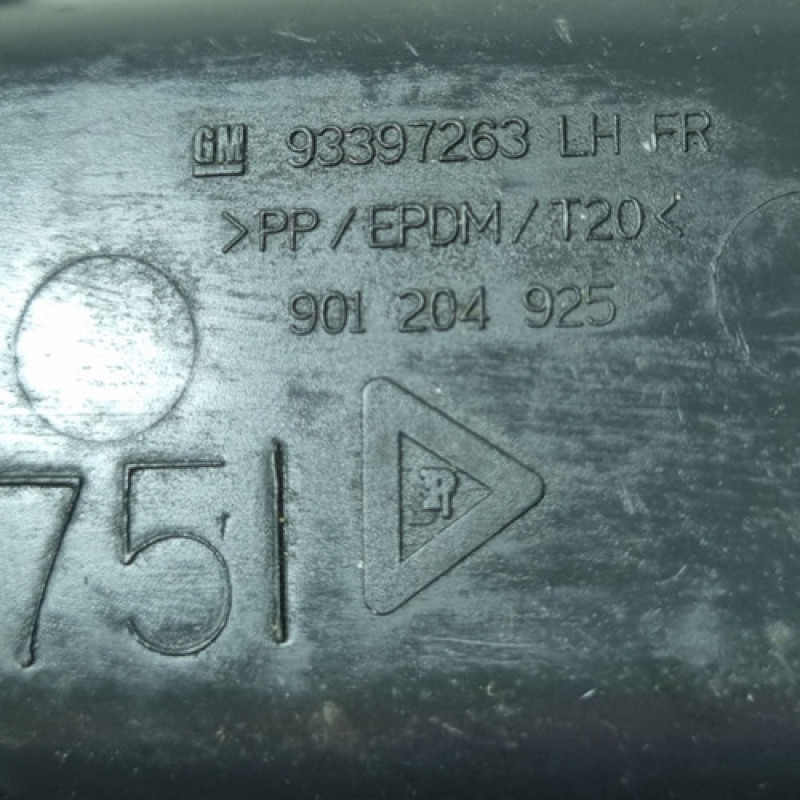 GM 93397263 LH FR
>PP/EPDM/T20<
901 204 925
751
R